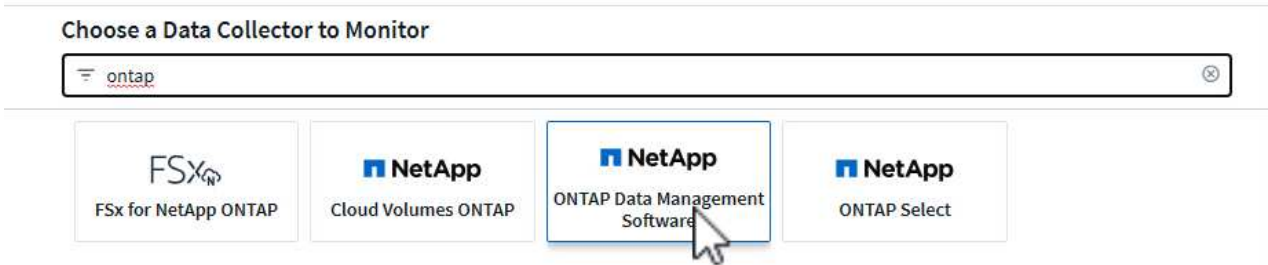 Choose a Data Collector to Monitor
ontap
FSx N
FSx for NetApp ONTAP
NetApp
Cloud Volumes ONTAP
NetApp
ONTAP Data Management
Software
NetApp
ONTAP Select